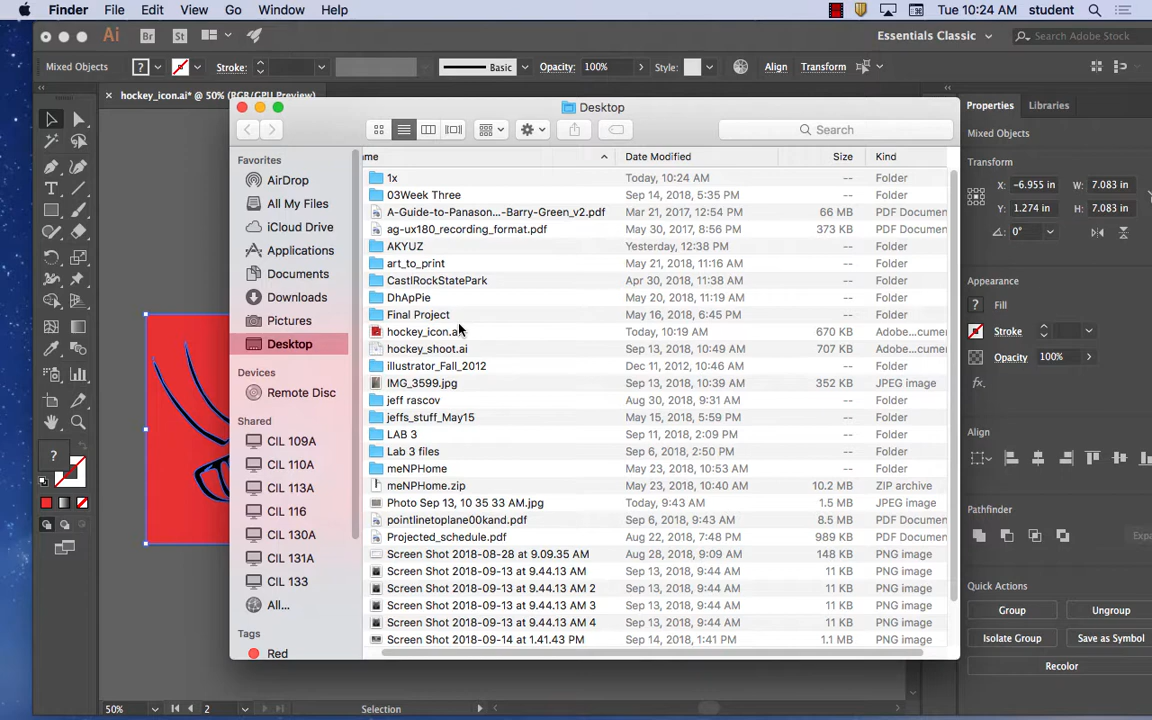 Finder File Edit View Go Window Help Tue 10:24 AM student
Ai Br St Essentials Classic Search Adobe Stock
Mixed Objects ? Stroke: Basic Opacity: 100% Style: Align Transform
hockey_icon.ai* @ 50% (RGB/GPU Preview)
Desktop
Search
Properties Libraries
Mixed Objects
Transform
X: -6.955 in W: 7.083 in
Y: 1.274 in H: 7.083 in
0°
Appearance
? Fill
Stroke
Opacity 100%
fx.
Align
Pathfinder
Expa
Quick Actions
Group Ungroup
Isolate Group Save as Symbol
Recolor
Favorites
AirDrop
All My Files
iCloud Drive
Applications
Documents
Downloads
Pictures
Desktop
Devices
Remote Disc
Shared
CIL 109A
CIL 110A
CIL 113A
CIL 116
CIL 130A
CIL 131A
CIL 133
All...
Tags
Red
me Date Modified Size Kind
1x Today, 10:24 AM -- Folder
03Week Three Sep 14, 2018, 5:35 PM -- Folder
A-Guide-to-Panason...-Barry-Green_v2.pdf Mar 21, 2017, 12:54 PM 66 MB PDF Documen
ag-ux180_recording_format.pdf May 30, 2017, 8:56 PM 373 KB PDF Documen
AKYUZ Yesterday, 12:38 PM -- Folder
art_to_print May 21, 2018, 11:16 AM -- Folder
CastlRockStatePark Apr 30, 2018, 11:38 AM -- Folder
DhApPie May 20, 2018, 11:19 AM -- Folder
Final Project May 16, 2018, 6:45 PM -- Folder
hockey_icon.ai Today, 10:19 AM 670 KB Adobe...cumer
hockey_shoot.ai Sep 13, 2018, 10:49 AM 707 KB Adobe...cumer
illustrator_Fall_2012 Dec 11, 2012, 10:46 AM -- Folder
IMG_3599.jpg Sep 13, 2018, 10:39 AM 352 KB JPEG image
jeff rascov Aug 30, 2018, 9:31 AM -- Folder
jeffs_stuff_May15 May 15, 2018, 5:59 PM -- Folder
LAB 3 Sep 11, 2018, 2:09 PM -- Folder
Lab 3 files Sep 6, 2018, 2:50 PM -- Folder
meNPHome May 23, 2018, 10:53 AM -- Folder
meNPHome.zip May 23, 2018, 10:40 AM 10.2 MB ZIP archive
Photo Sep 13, 10 35 33 AM.jpg Today, 9:43 AM 1.5 MB JPEG image
pointlinetoplane00kand.pdf Sep 6, 2018, 9:43 AM 8.5 MB PDF Documen
Projected_schedule.pdf Aug 22, 2018, 7:48 PM 989 KB PDF Documen
Screen Shot 2018-08-28 at 9.09.35 AM Aug 28, 2018, 9:09 AM 148 KB PNG image
Screen Shot 2018-09-13 at 9.44.13 AM Sep 13, 2018, 9:44 AM 11 KB PNG image
Screen Shot 2018-09-13 at 9.44.13 AM 2 Sep 13, 2018, 9:44 AM 11 KB PNG image
Screen Shot 2018-09-13 at 9.44.13 AM 3 Sep 13, 2018, 9:44 AM 11 KB PNG image
Screen Shot 2018-09-13 at 9.44.13 AM 4 Sep 13, 2018, 9:44 AM 11 KB PNG image
Screen Shot 2018-09-14 at 1.41.43 PM Sep 14, 2018, 1:41 PM 1.1 MB PNG image
?
50% 2 Selection